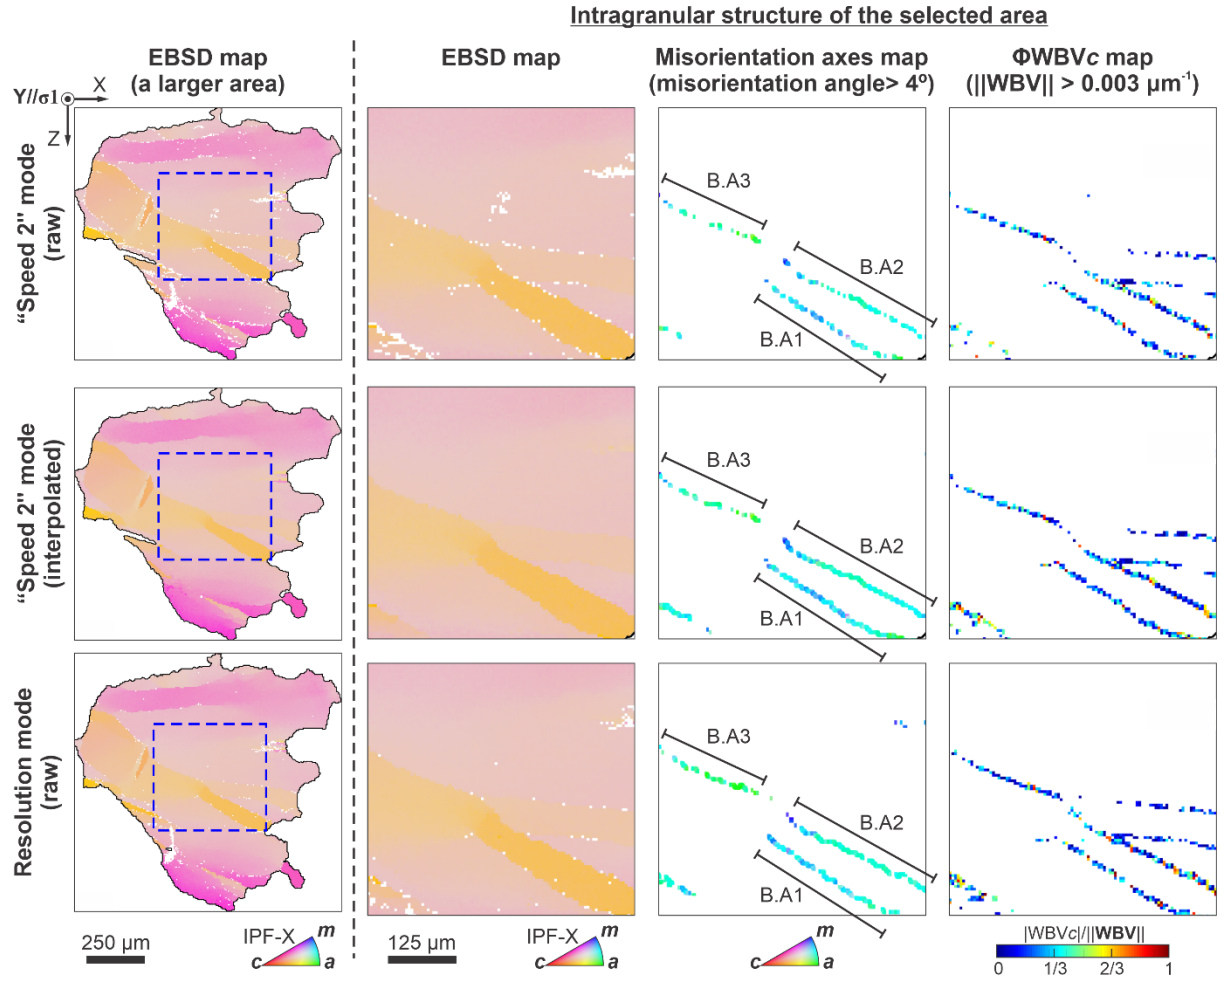 Intragranular structure of the selected area
EBSD map
(a larger area)
EBSD map
Misorientation axes map
(misorientation angle> 4º)
ΦWBVc map
(||WBV|| > 0.003 µm⁻¹)
Y//σ1
X
Z
“Speed 2" mode
(raw)
B.A3
B.A2
B.A1
“Speed 2" mode
(interpolated)
B.A3
B.A2
B.A1
Resolution mode
(raw)
B.A3
B.A2
B.A1
250 µm
IPF-X
m
c
a
125 µm
IPF-X
m
c
a
m
c
a
|WBVc|/||WBV||
0 1/3 2/3 1